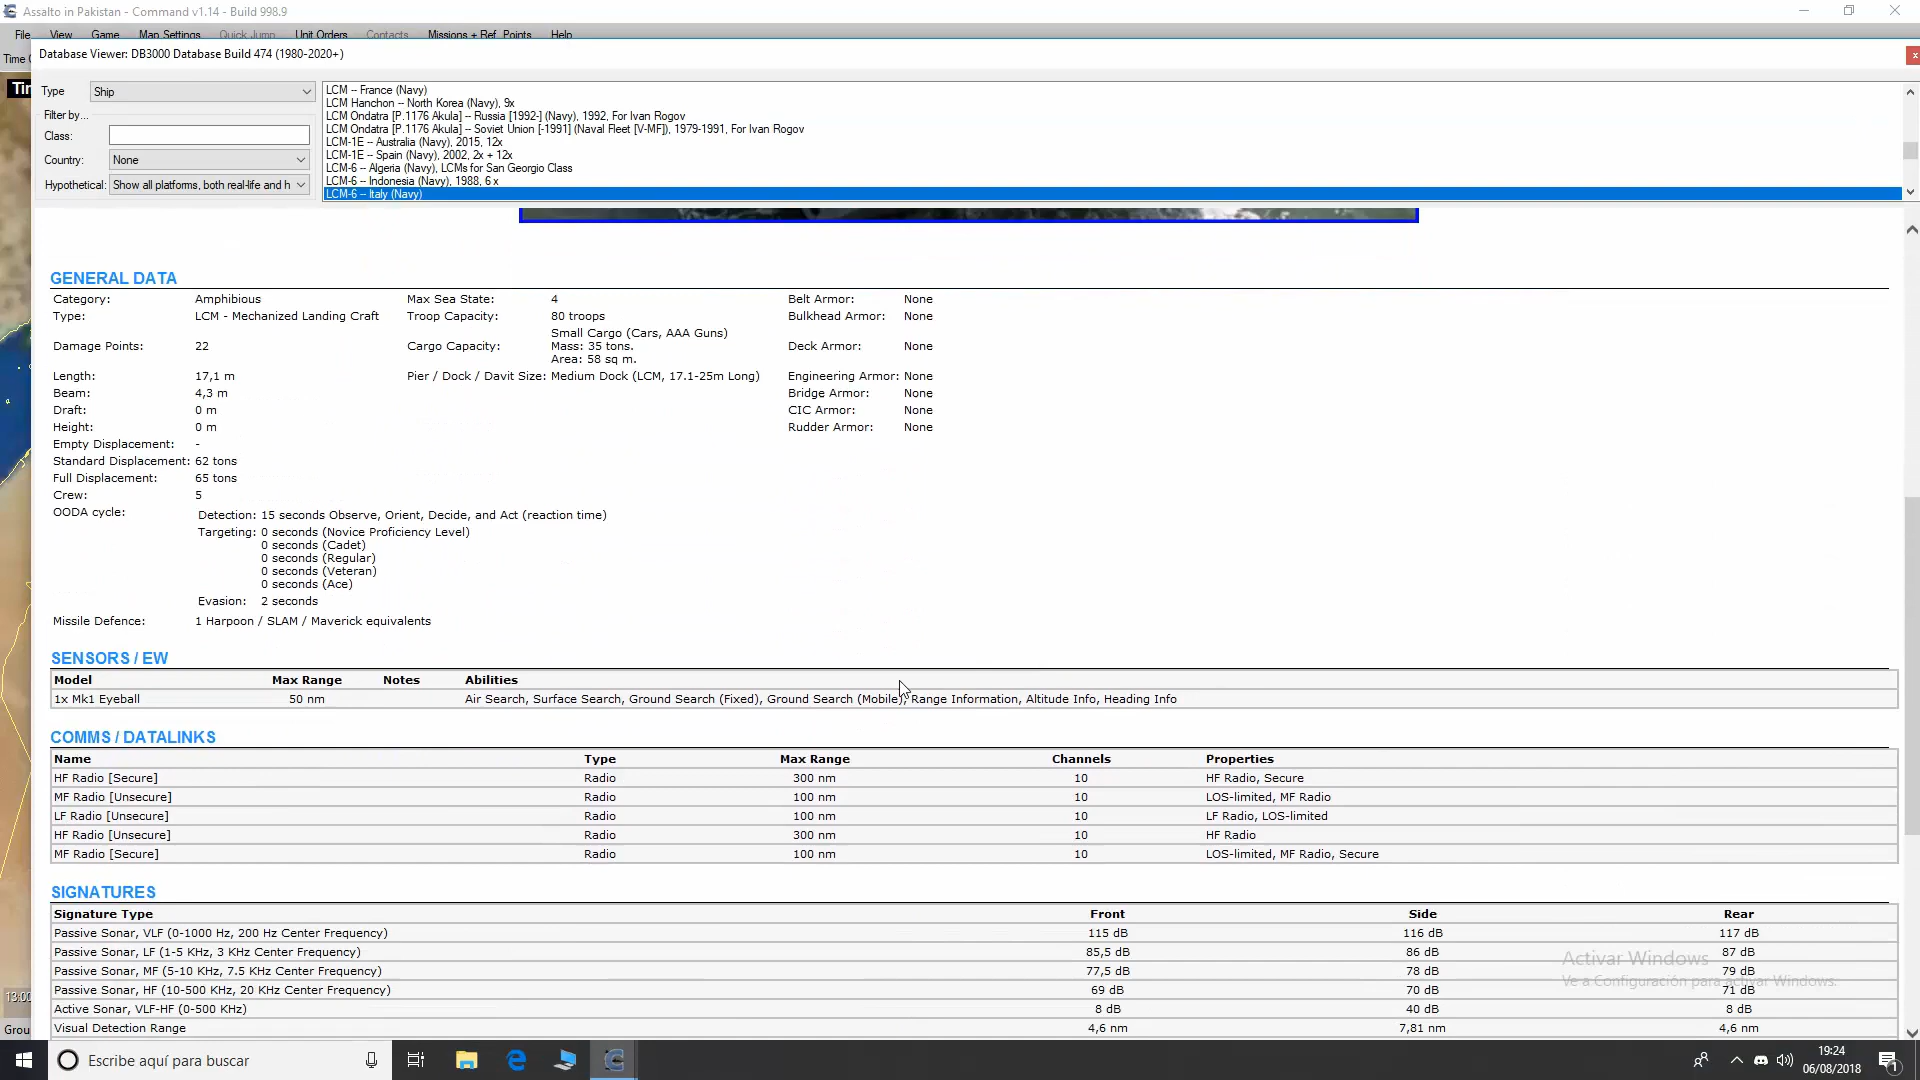 Assalto in Pakistan - Command v1.14 - Build 998.9
File View Game Map Settings Quick Jump Unit Orders Contacts Missions + Ref. Points Help
Database Viewer: DB3000 Database Build 474 (1980-2020+)
Time
Tir
Type Ship
Filter by...
Class:
Country: None
Hypothetical: Show all platforms, both real-life and h
LCM -- France (Navy)
LCM Hanchon -- North Korea (Navy), 9x
LCM Ondatra [P.1176 Akula] -- Russia [1992-] (Navy), 1992, For Ivan Rogov
LCM Ondatra [P.1176 Akula] -- Soviet Union [-1991] (Naval Fleet [V-MF]), 1979-1991, For Ivan Rogov
LCM-1E -- Australia (Navy), 2015, 12x
LCM-1E -- Spain (Navy), 2002, 2x + 12x
LCM-6 -- Algeria (Navy), LCMs for San Georgio Class
LCM-6 -- Indonesia (Navy), 1988, 6 x
LCM-6 -- Italy (Navy)
GENERAL DATA
Category: Amphibious Max Sea State: 4 Belt Armor: None
Type: LCM - Mechanized Landing Craft Troop Capacity: 80 troops Bulkhead Armor: None
Small Cargo (Cars, AAA Guns)
Damage Points: 22 Cargo Capacity: Mass: 35 tons. Deck Armor: None
Area: 58 sq m.
Length: 17,1 m Pier / Dock / Davit Size: Medium Dock (LCM, 17.1-25m Long) Engineering Armor: None
Beam: 4,3 m Bridge Armor: None
Draft: 0 m CIC Armor: None
Height: 0 m Rudder Armor: None
Empty Displacement: -
Standard Displacement: 62 tons
Full Displacement: 65 tons
Crew: 5
OODA cycle: Detection: 15 seconds Observe, Orient, Decide, and Act (reaction time)
Targeting: 0 seconds (Novice Proficiency Level)
0 seconds (Cadet)
0 seconds (Regular)
0 seconds (Veteran)
0 seconds (Ace)
Evasion: 2 seconds
Missile Defence: 1 Harpoon / SLAM / Maverick equivalents
SENSORS / EW
Model Max Range Notes Abilities
1x Mk1 Eyeball 50 nm Air Search, Surface Search, Ground Search (Fixed), Ground Search (Mobile), Range Information, Altitude Info, Heading Info
COMMS / DATALINKS
Name Type Max Range Channels Properties
HF Radio [Secure] Radio 300 nm 10 HF Radio, Secure
MF Radio [Unsecure] Radio 100 nm 10 LOS-limited, MF Radio
LF Radio [Unsecure] Radio 100 nm 10 LF Radio, LOS-limited
HF Radio [Unsecure] Radio 300 nm 10 HF Radio
MF Radio [Secure] Radio 100 nm 10 LOS-limited, MF Radio, Secure
SIGNATURES
Signature Type Front Side Rear
Passive Sonar, VLF (0-1000 Hz, 200 Hz Center Frequency) 115 dB 116 dB 117 dB
Passive Sonar, LF (1-5 KHz, 3 KHz Center Frequency) 85,5 dB 86 dB 87 dB
Passive Sonar, MF (5-10 KHz, 7.5 KHz Center Frequency) 77,5 dB 78 dB 79 dB
Passive Sonar, HF (10-500 KHz, 20 KHz Center Frequency) 69 dB 70 dB 71 dB
Active Sonar, VLF-HF (0-500 KHz) 8 dB 40 dB 8 dB
Visual Detection Range 4,6 nm 7,81 nm 4,6 nm
Activar Windows
Ve a Configuración para activar Windows.
13:00
Grou
Escribe aquí para buscar
19:24
06/08/2018
1